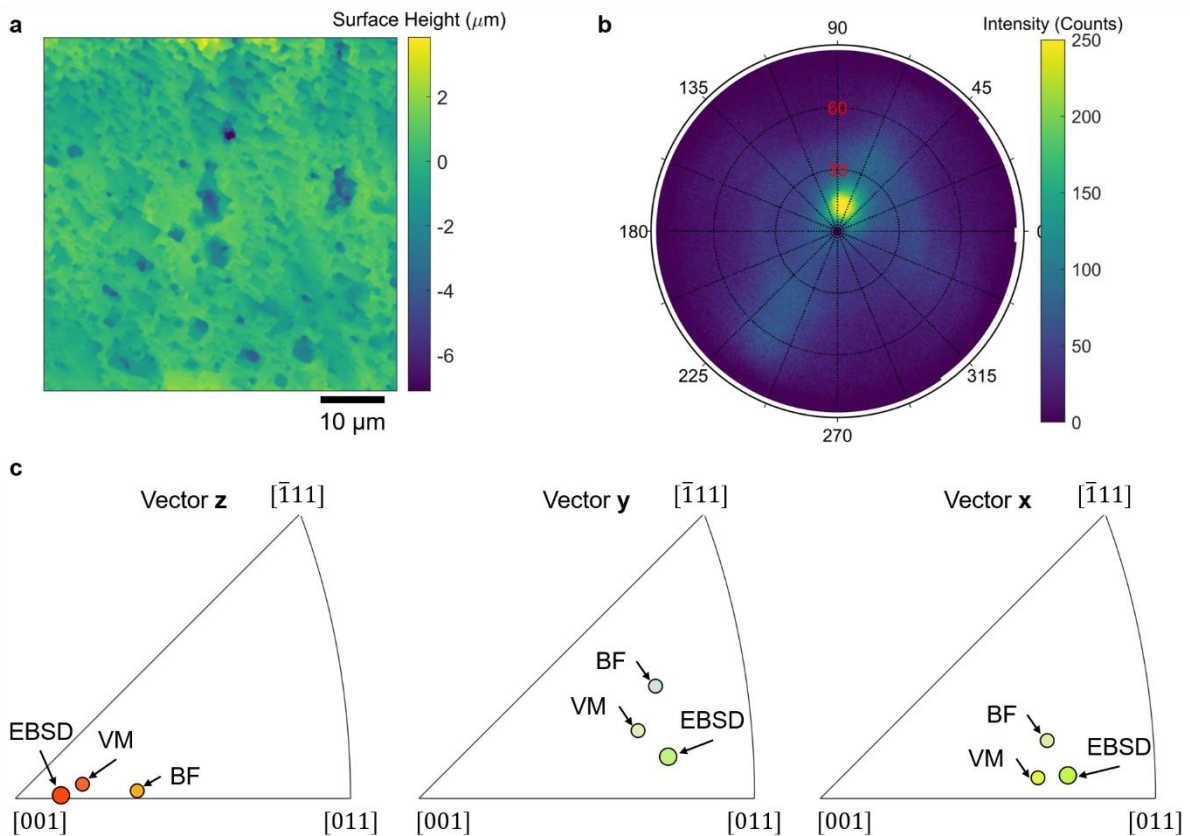 a
Surface Height (μm)
2
0
-2
-4
-6
10 μm
b
Intensity (Counts)
90
45
135
60
30
180
0
225
315
270
250
200
150
100
50
0
c
Vector z
[1̅11]
EBSD
VM
BF
[001]
[011]
Vector y
[1̅11]
BF
VM
EBSD
[001]
[011]
Vector x
[1̅11]
BF
VM
EBSD
[001]
[011]